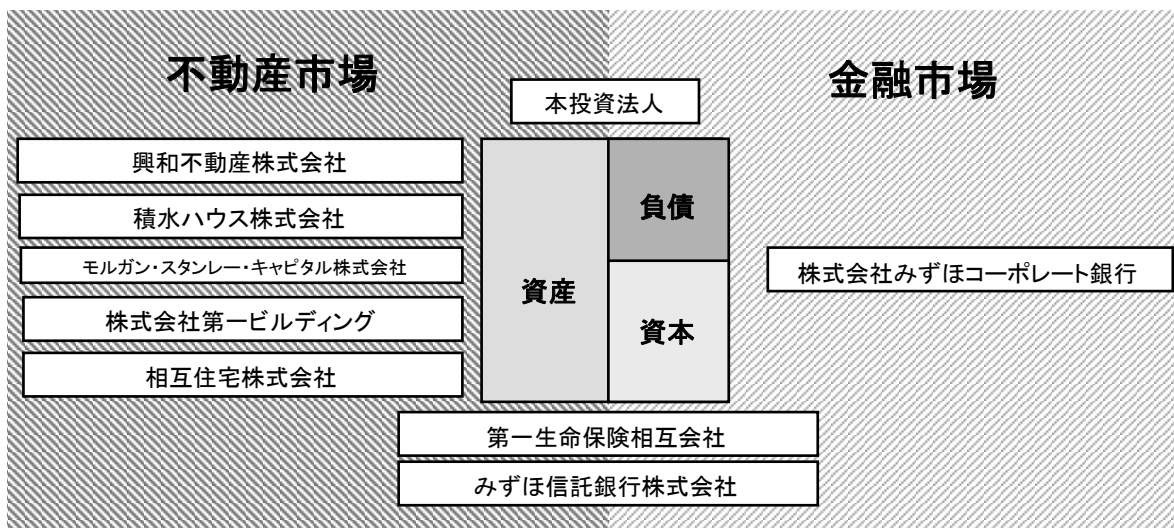 不動産市場
金融市場
本投資法人
興和不動産株式会社
積水ハウス株式会社
モルガン・スタンレー・キャピタル株式会社
株式会社第一ビルディング
相互住宅株式会社
資産
負債
資本
株式会社みずほコーポレート銀行
第一生命保険相互会社
みずほ信託銀行株式会社